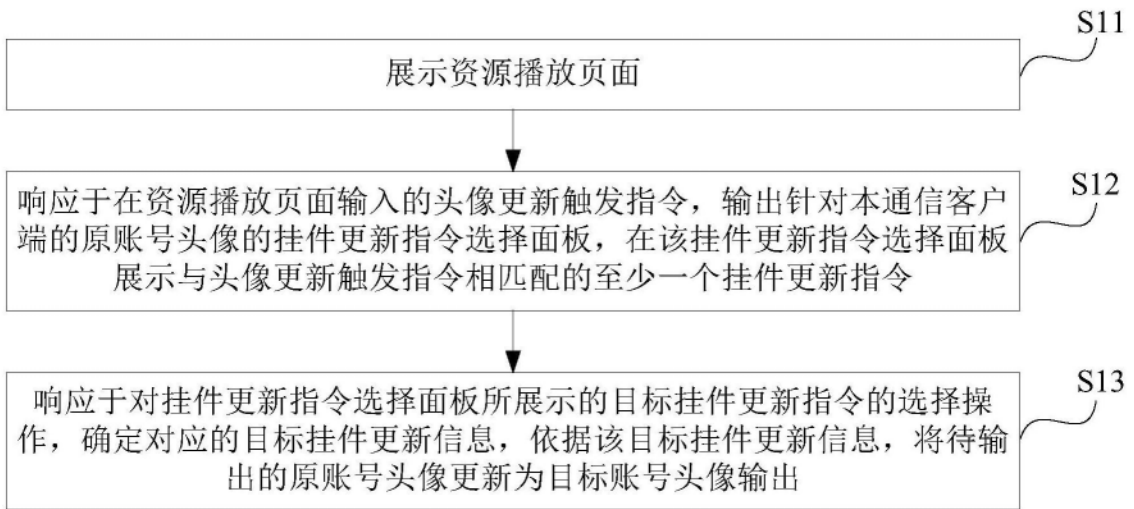 S11
展示资源播放页面
S12
响应于在资源播放页面输入的头像更新触发指令，输出针对本通信客户
端的原账号头像的挂件更新指令选择面板，在该挂件更新指令选择面板
展示与头像更新触发指令相匹配的至少一个挂件更新指令
S13
响应于对挂件更新指令选择面板所展示的目标挂件更新指令的选择操
作，确定对应的目标挂件更新信息，依据该目标挂件更新信息，将待输
出的原账号头像更新为目标账号头像输出